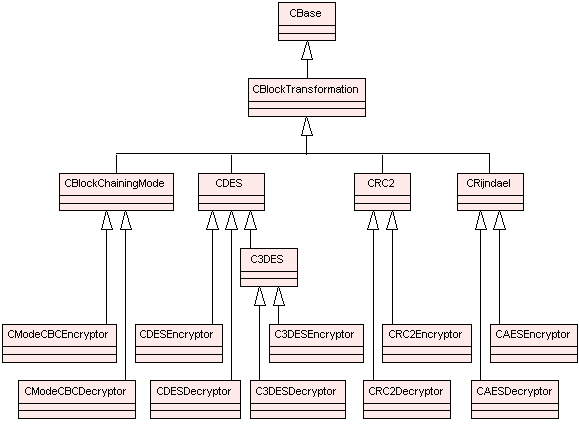 CBase
CBlockTransformation
CBlockChainingMode
CDES
CRC2
CRijndael
C3DES
CModeCBCEncryptor
CDESEncryptor
C3DESEncryptor
CRC2Encryptor
CAESEncryptor
CModeCBCDecryptor
CDESDecryptor
C3DESDecryptor
CRC2Decryptor
CAESDecryptor